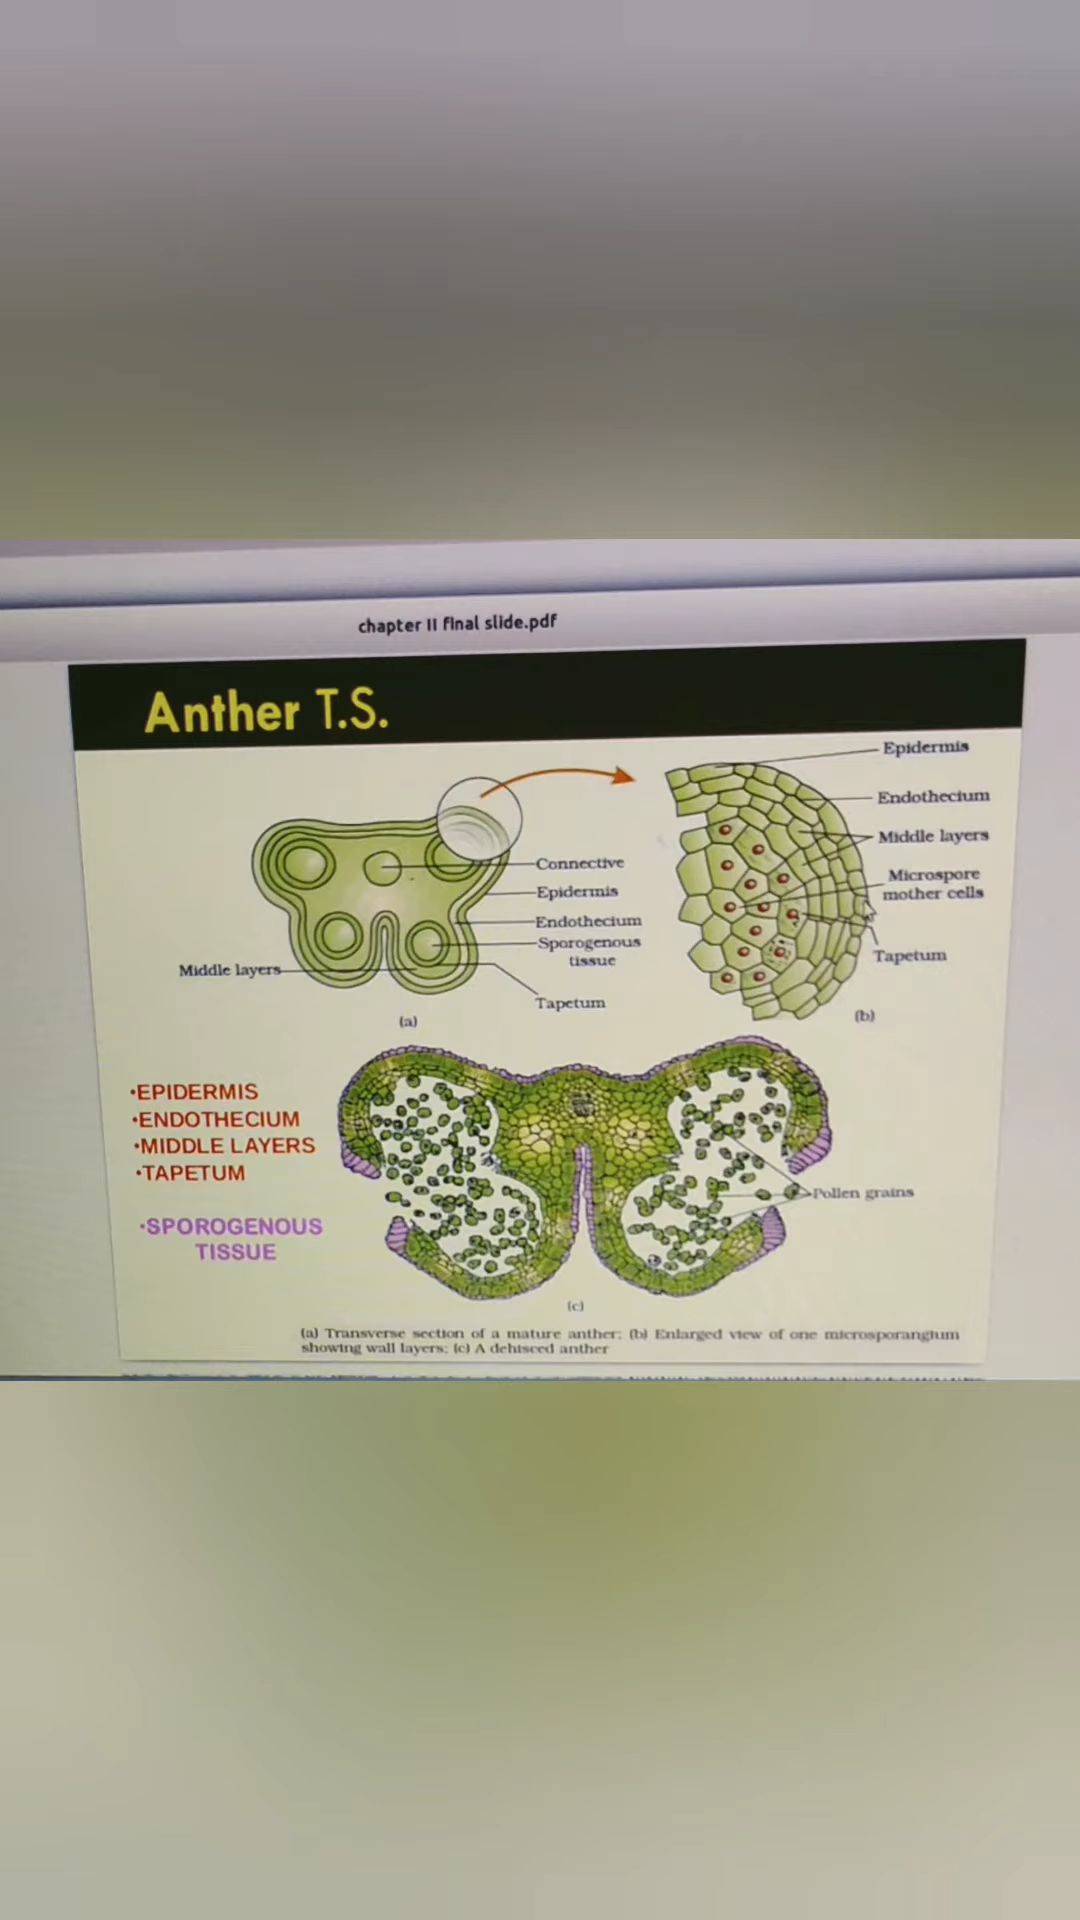 chapter II final slide.pdf
Anther T.S.
Epidermis
Endothecium
Middle layers
Microspore
mother cells
Tapetum
(b)
Connective
Epidermis
Endothecium
Sporogenous
tissue
Middle layers
Tapetum
(a)
•EPIDERMIS
•ENDOTHECIUM
•MIDDLE LAYERS
•TAPETUM
•SPOROGENOUS
TISSUE
Pollen grains
(c)
(a) Transverse section of a mature anther; (b) Enlarged view of one microsporangium
showing wall layers; (c) A dehisced anther